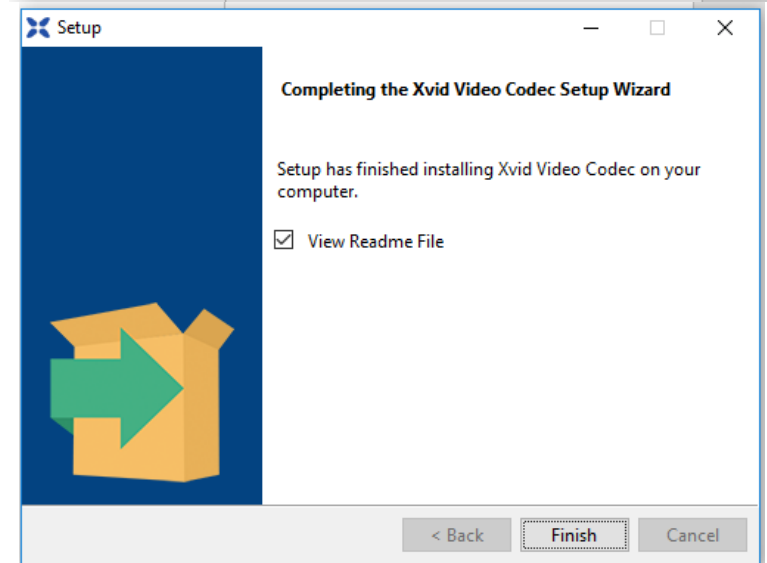 Setup
Completing the Xvid Video Codec Setup Wizard
Setup has finished installing Xvid Video Codec on your
computer.
View Readme File
< Back Finish Cancel